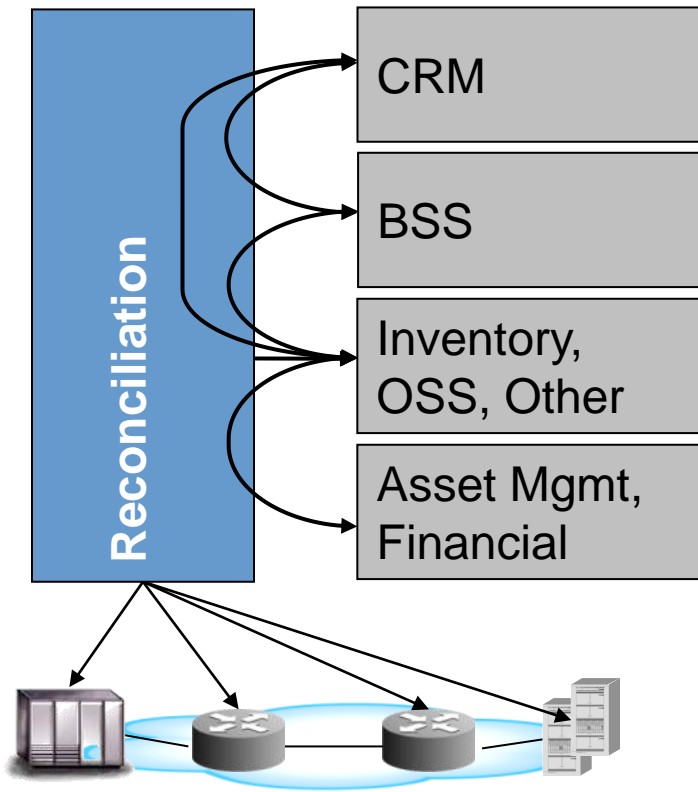 CRM
BSS
Reconciliation
Inventory,
OSS, Other
Asset Mgmt,
Financial